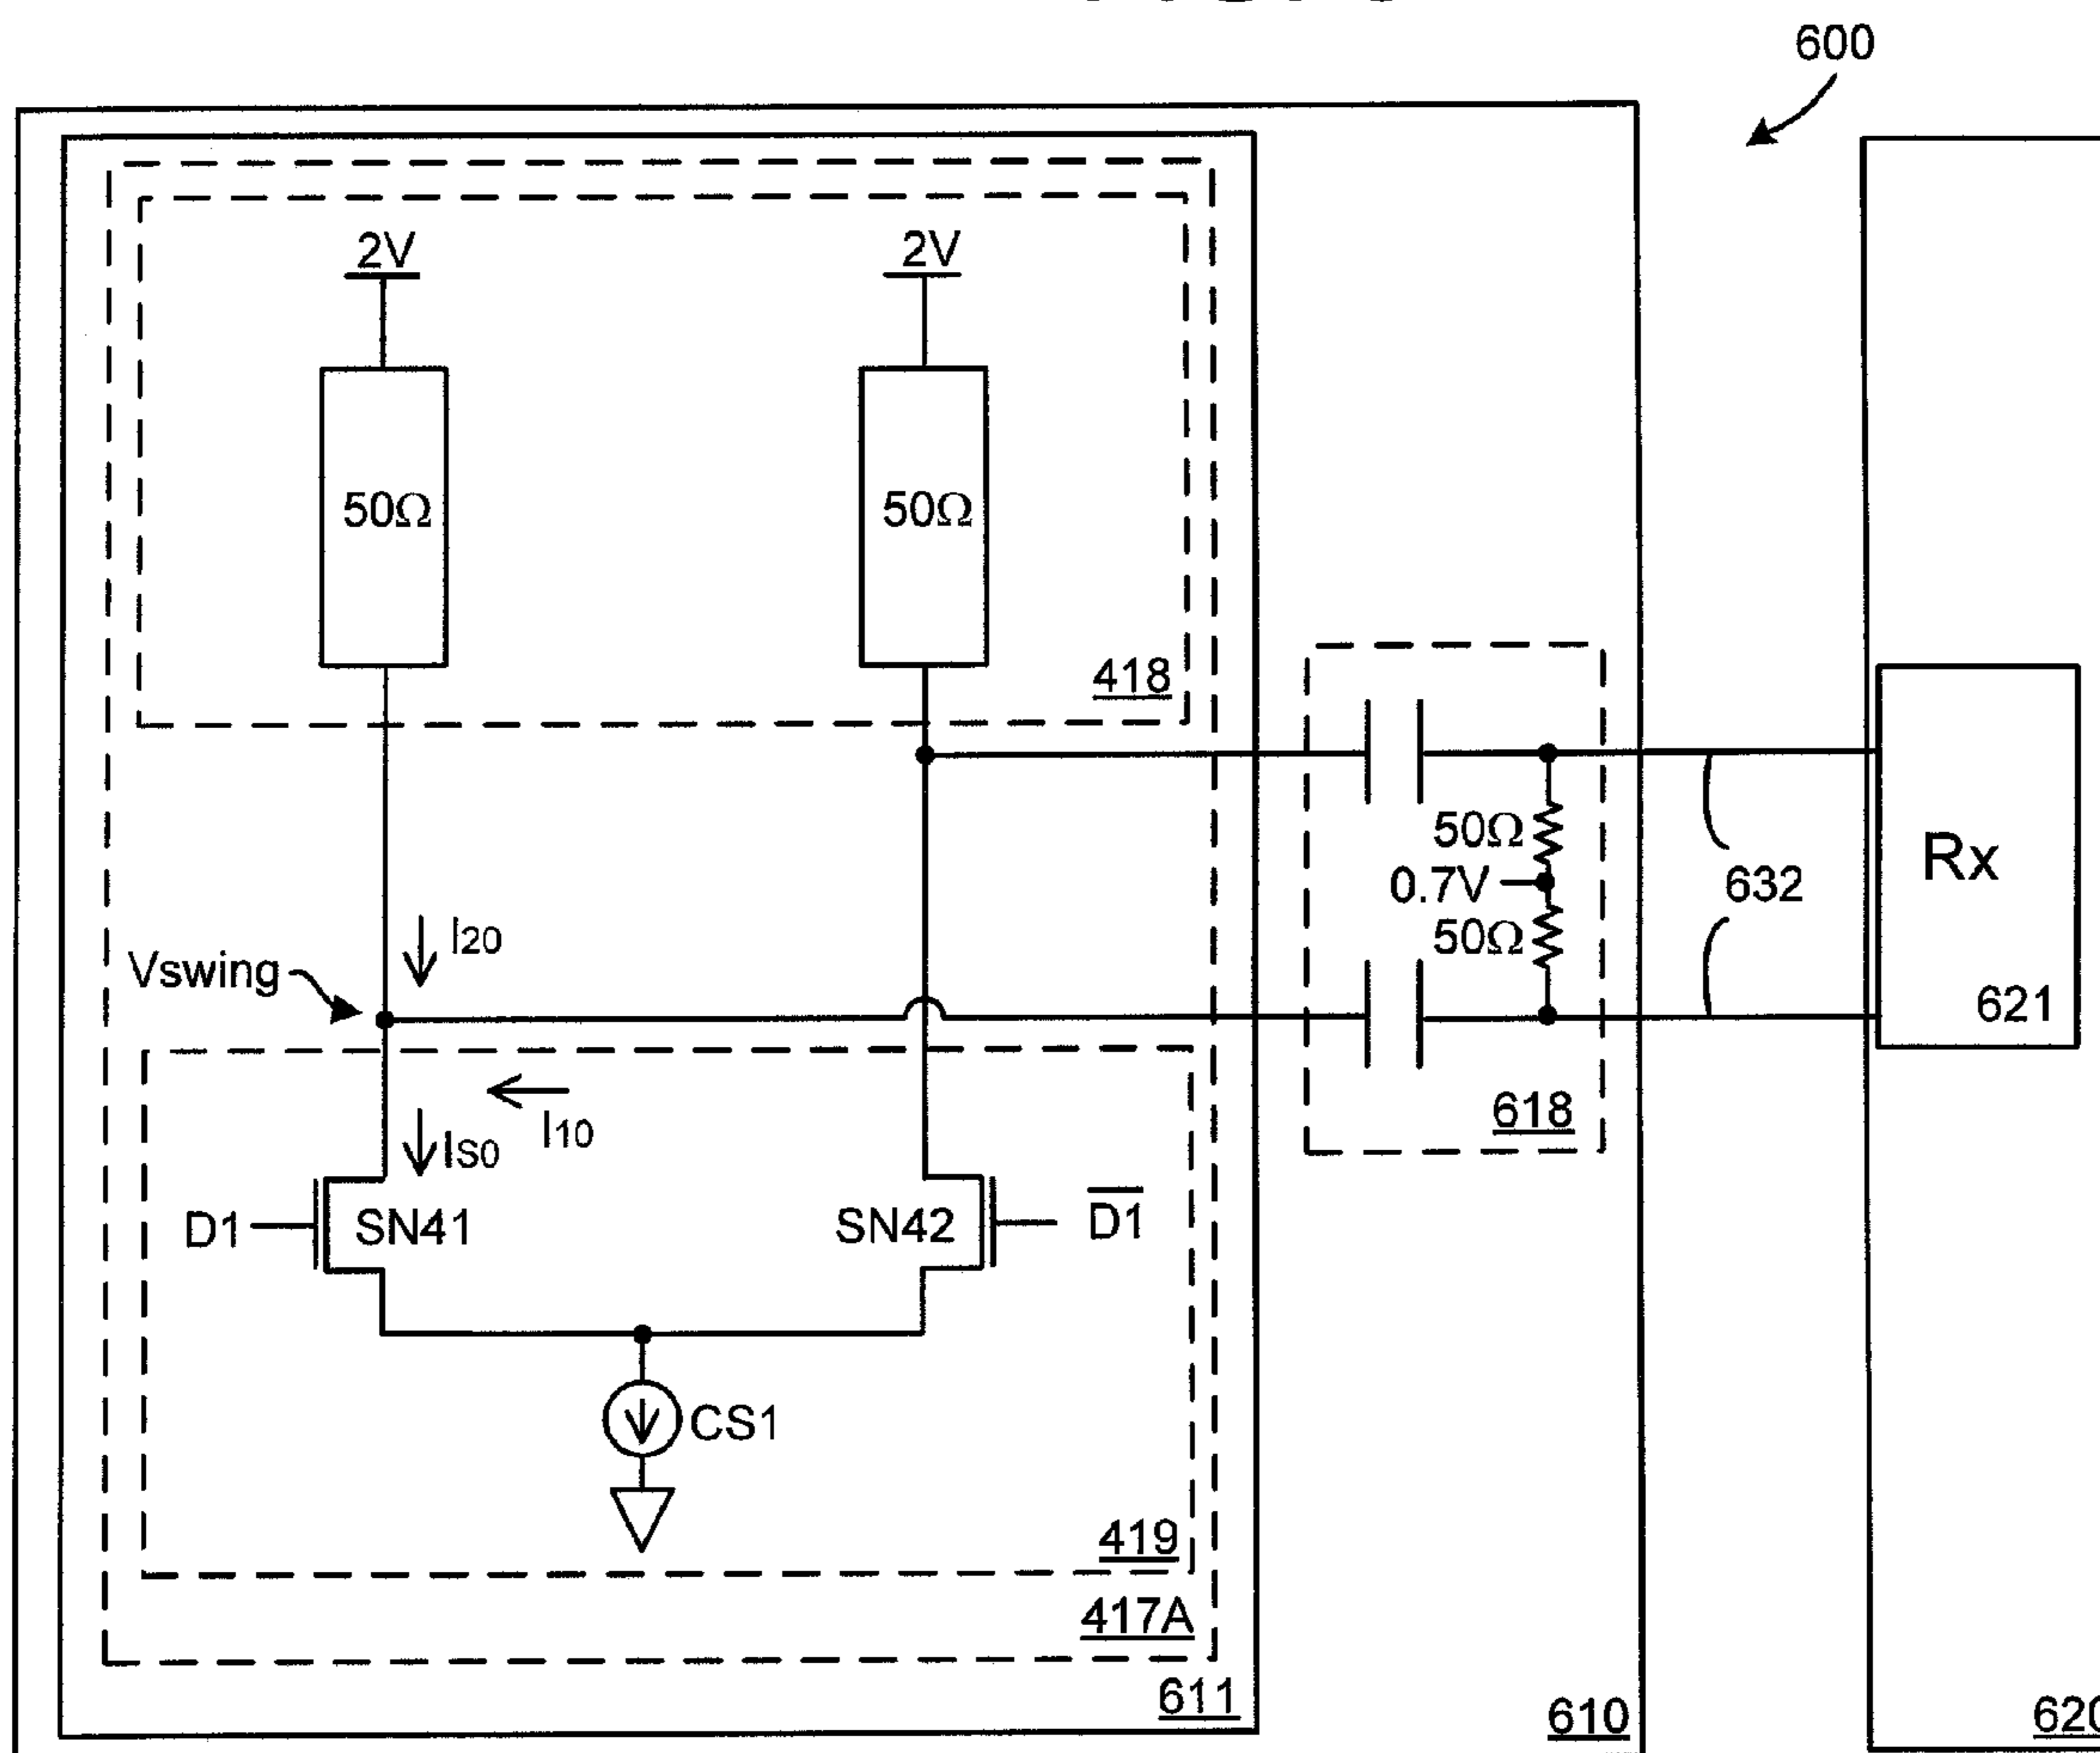 600
2V
2V
50Ω
50Ω
418
50Ω
0.7V
50Ω
632
Rx
621
I20
Vswing
I10
IS0
618
D1
SN41
SN42
D1
CS1
419
417A
611
610
620